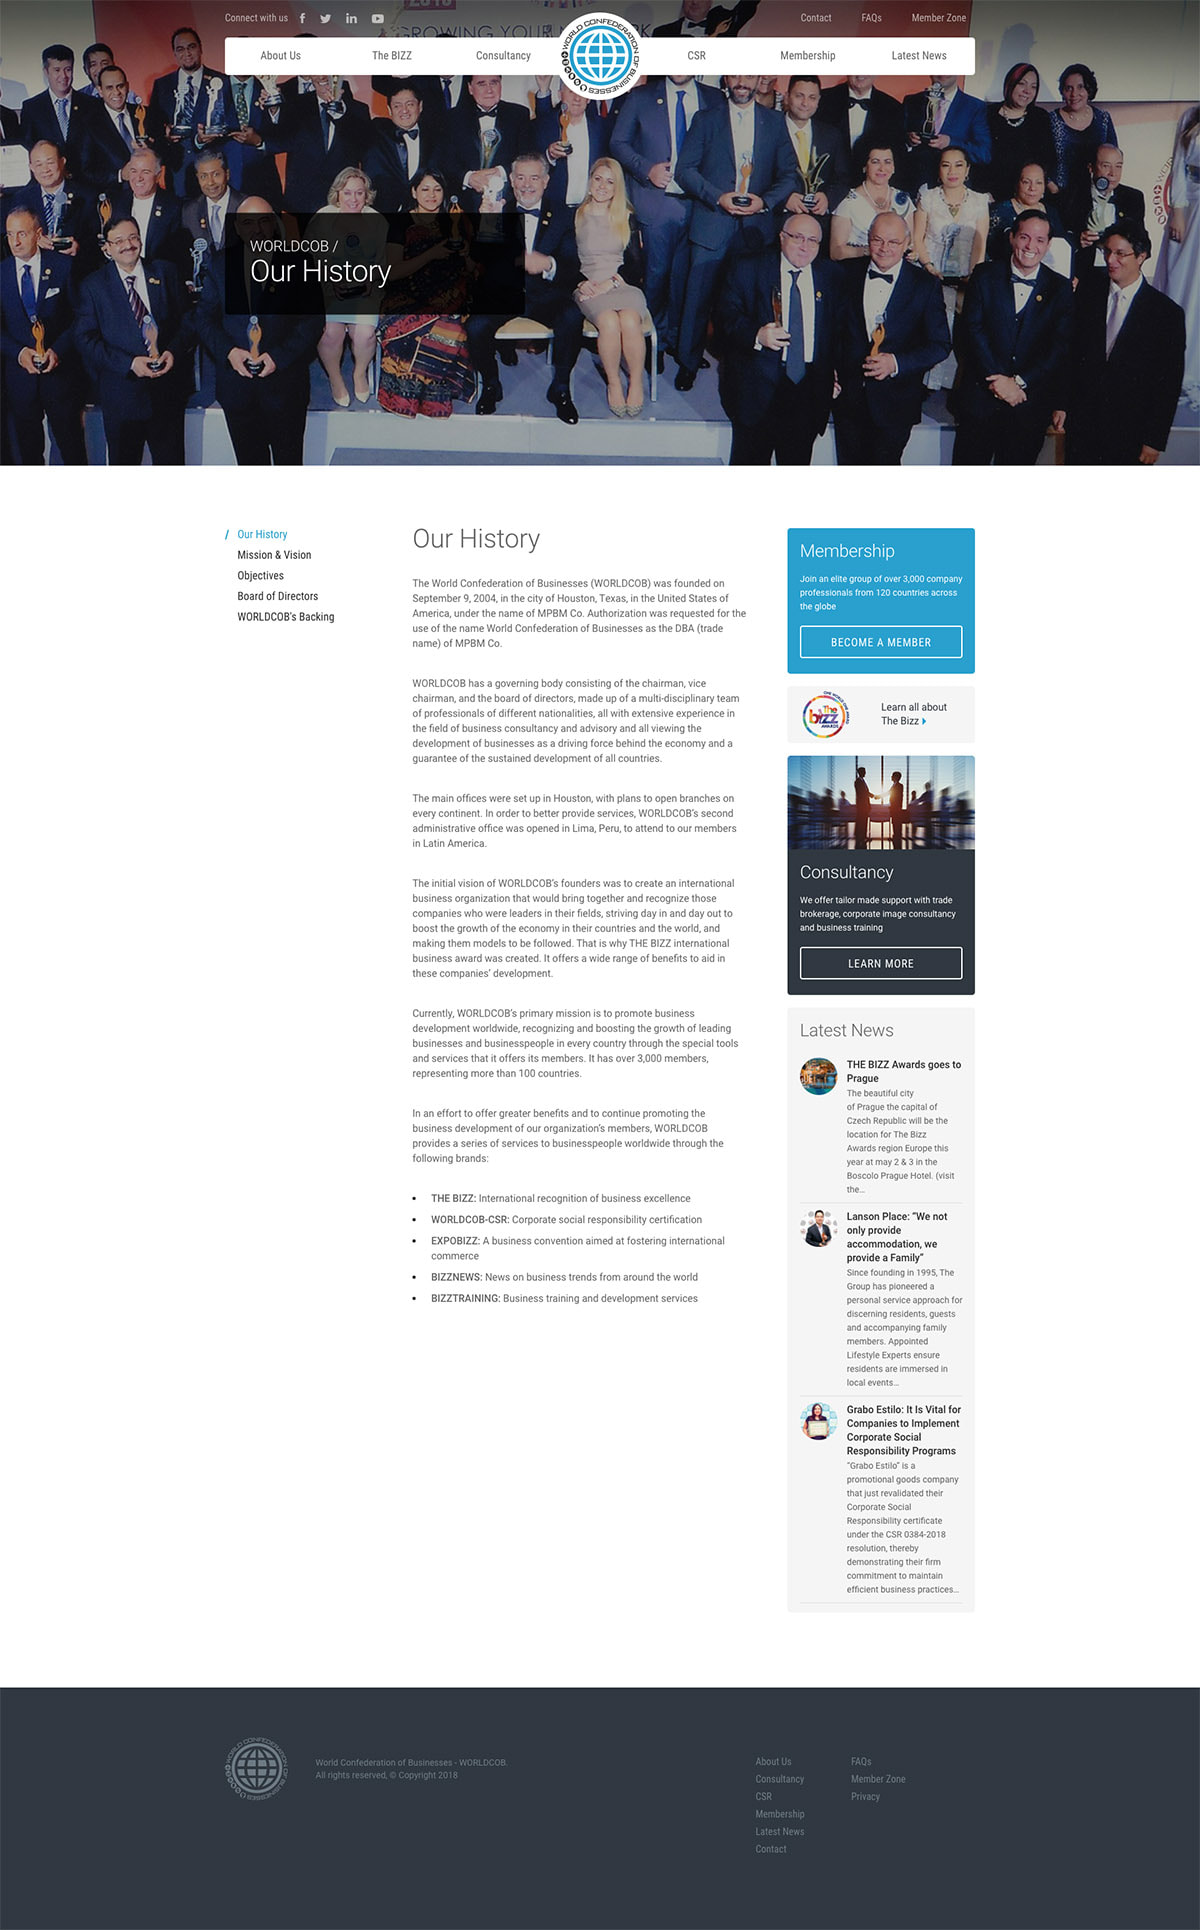 Connect with us
Contact
FAQs
Member Zone
GROWING YOUR
About Us
The BIZZ
Consultancy
WORLD CONFEDERATION OF BUSINESSES
CSR
Membership
Latest News
WORLDCOB /
Our History
/ Our History
Mission & Vision
Objectives
Board of Directors
WORLDCOB's Backing
Our History
The World Confederation of Businesses (WORLDCOB) was founded on
September 9, 2004, in the city of Houston, Texas, in the United States of
America, under the name of MPBM Co. Authorization was requested for the
use of the name World Confederation of Businesses as the DBA (trade
name) of MPBM Co.
WORLDCOB has a governing body consisting of the chairman, vice
chairman, and the board of directors, made up of a multi-disciplinary team
of professionals of different nationalities, all with extensive experience in
the field of business consultancy and advisory and all viewing the
development of businesses as a driving force behind the economy and a
guarantee of the sustained development of all countries.
The main offices were set up in Houston, with plans to open branches on
every continent. In order to better provide services, WORLDCOB's second
administrative office was opened in Lima, Peru, to attend to our members
in Latin America.
The initial vision of WORLDCOB's founders was to create an international
business organization that would bring together and recognize those
companies who were leaders in their fields, striving day in and day out to
boost the growth of the economy in their countries and the world, and
making them models to be followed. That is why THE BIZZ international
business award was created. It offers a wide range of benefits to aid in
these companies' development.
Currently, WORLDCOB's primary mission is to promote business
development worldwide, recognizing and boosting the growth of leading
businesses and businesspeople in every country through the special tools
and services that it offers its members. It has over 3,000 members,
representing more than 100 countries.
In an effort to offer greater benefits and to continue promoting the
business development of our organization's members, WORLDCOB
provides a series of services to businesspeople worldwide through the
following brands:
• THE BIZZ: International recognition of business excellence
• WORLDCOB-CSR: Corporate social responsibility certification
• EXPOBIZZ: A business convention aimed at fostering international
commerce
• BIZZNEWS: News on business trends from around the world
• BIZZTRAINING: Business training and development services
Membership
Join an elite group of over 3,000 company
professionals from 120 countries across
the globe
BECOME A MEMBER
The
bizz
AWARDS
Learn all about
The Bizz
Consultancy
We offer tailor made support with trade
brokerage, corporate image consultancy
and business training
LEARN MORE
Latest News
THE BIZZ Awards goes to
Prague
The beautiful city
of Prague the capital of
Czech Republic will be the
location for The Bizz
Awards region Europe this
year at may 2 & 3 in the
Boscolo Prague Hotel. (visit
the...
Lanson Place: “We not
only provide
accommodation, we
provide a Family”
Since founding in 1995, The
Group has pioneered a
personal service approach for
discerning residents, guests
and accompanying family
members. Appointed
Lifestyle Experts ensure
residents are immersed in
local events...
Grabo Estilo: It Is Vital for
Companies to Implement
Corporate Social
Responsibility Programs
“Grabo Estilo” is a
promotional goods company
that just revalidated their
Corporate Social
Responsibility certificate
under the CSR 0384-2018
resolution, thereby
demonstrating their firm
commitment to maintain
efficient business practices...
WORLD CONFEDERATION OF BUSINESSES
World Confederation of Businesses - WORLDCOB.
All rights reserved, © Copyright 2018
About Us
Consultancy
CSR
Membership
Latest News
Contact
FAQs
Member Zone
Privacy